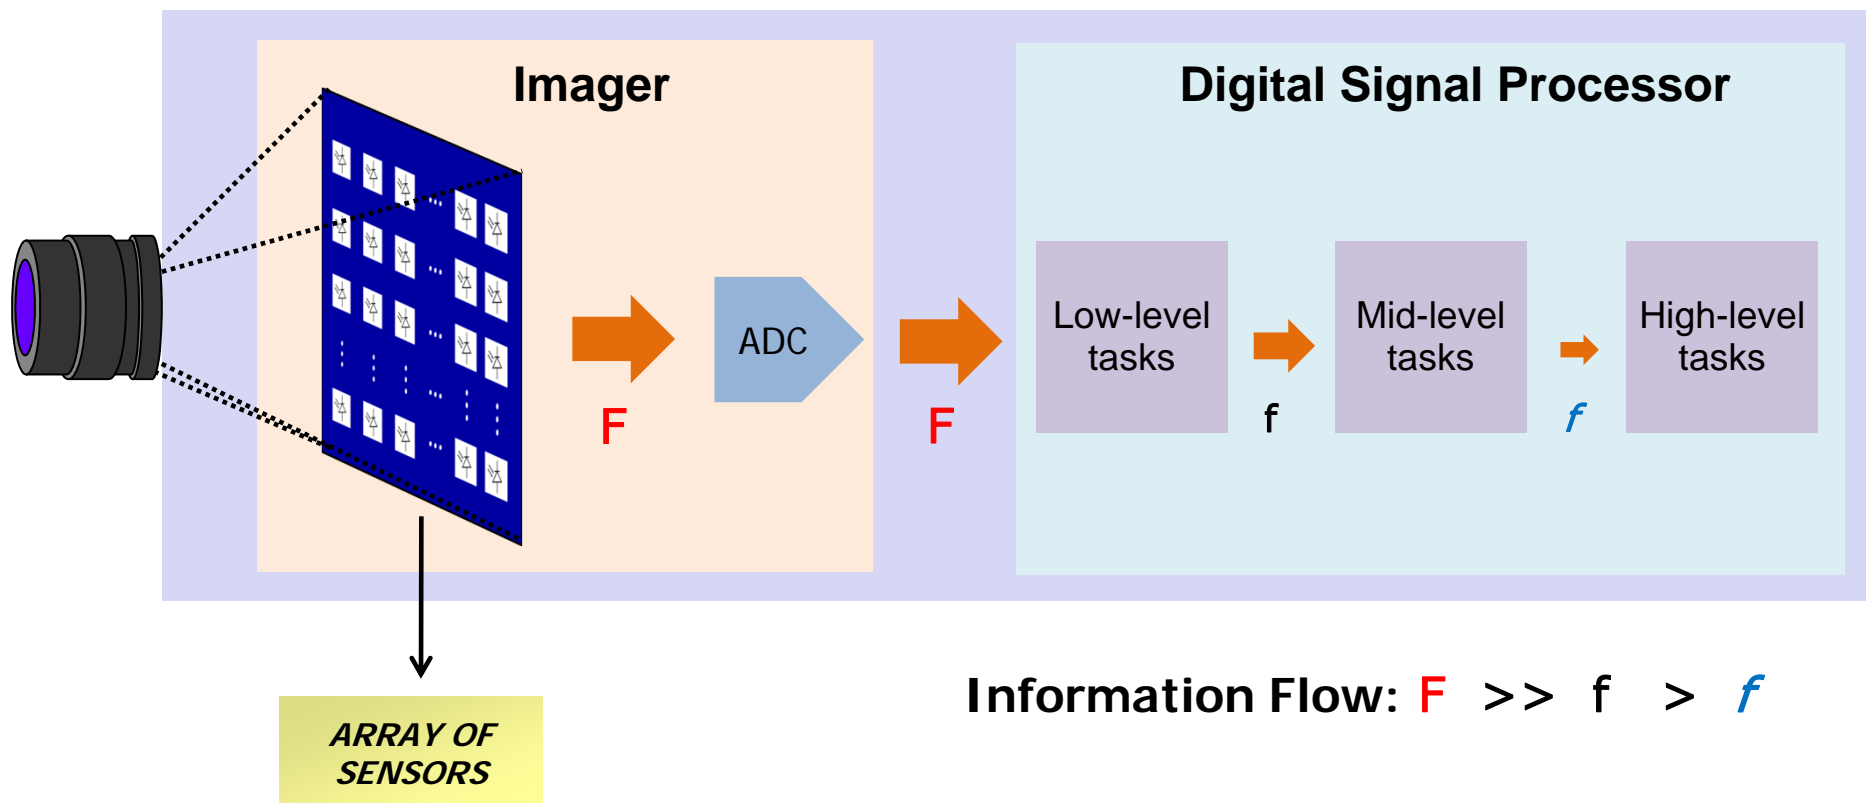 Imager
Digital Signal Processor
ADC
F
F
Low-level
tasks
f
Mid-level
tasks
f
High-level
tasks
ARRAY OF
SENSORS
Information Flow: F >> f > f